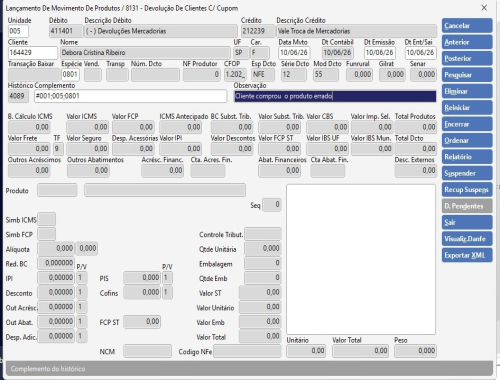 Lançamento De Movimento De Produtos / 8131 - Devolução De Clientes C/ Cupom
Unidade Débito Descrição Débito Crédito Descrição Crédito
005 411401 ( - ) Devoluções Mercadorias 212239 Vale Troca de Mercadorias
Cliente Nome UF Car. Data Mvto Dt Contábil Dt Emissão Dt Ent/Sai
164429 Debora Cristina Ribeiro SP F 10/06/26 10/06/26 10/06/26 10/06/26
Transação Baixar Espécie Vend. Transp Núm. Dcto NF Produtor CFOP Esp Dcto Série Dcto Mod Dcto Funrural Gilrat Senar
0801 0 1.202_ NFE 12 55 0,00 0,00 0,00
Histórico Complemento Observação
4089 #001;005;0801 Cliente comprou o produto errado
B. Cálculo ICMS Valor ICMS Valor FCP ICMS Antecipado BC Subst. Trib. Valor Subst. Trib. Valor CBS Valor Imp. Sel. Total Produtos
0,00 0,00 0,00 0,00 0,00 0,00 0,00 0,00 0,00
Valor Frete TF Valor Seguro Desp. Acessórias Valor IPI Valor Descontos Valor FCP ST Valor IBS UF Valor IBS Mun. Total Dcto
0,00 9 0,00 0,00 0,00 0,00 0,00 0,00 0,00 0,00
Outros Acréscimos Outros Abatimentos Acrésc. Financ. Cta. Acres. Fin. Abat. Financeiros Cta Abat. Fin. Desc. Externos
0,00 0,00 0,00 0,00 0,00
Produto
Seq 0
Simb ICMS
Simb FCP Controle Tribut.
Alíquota 0,000 0,000 Qtde Unitária 0,000
Red. BC 0,000000 P/V P/V Embalagem 0
IPI 0,00000 1 PIS 0,00000 1 Qtde Emb 0
Desconto 0,00000 1 Cofins 0,00000 1 Valor ST 0,00
Out Acrésc. 0,00000 1 Valor Unitário 0,00
Out Abat. 0,00000 1 FCP ST 0,00 Valor Emb 0,00
Desp. Adic. 0,00000 1 Valor Total 0,00
NCM Codigo NFe
Unitário Valor Total Peso
0,00 0,00 0,00
Complemento do histórico
Cancelar
Anterior
Posterior
Pesquisar
Eliminar
Reiniciar
Encerrar
Ordenar
Relatório
Suspender
Recup Suspens
D. Pendentes
Sair
Visualiz.Danfe
Exportar XML